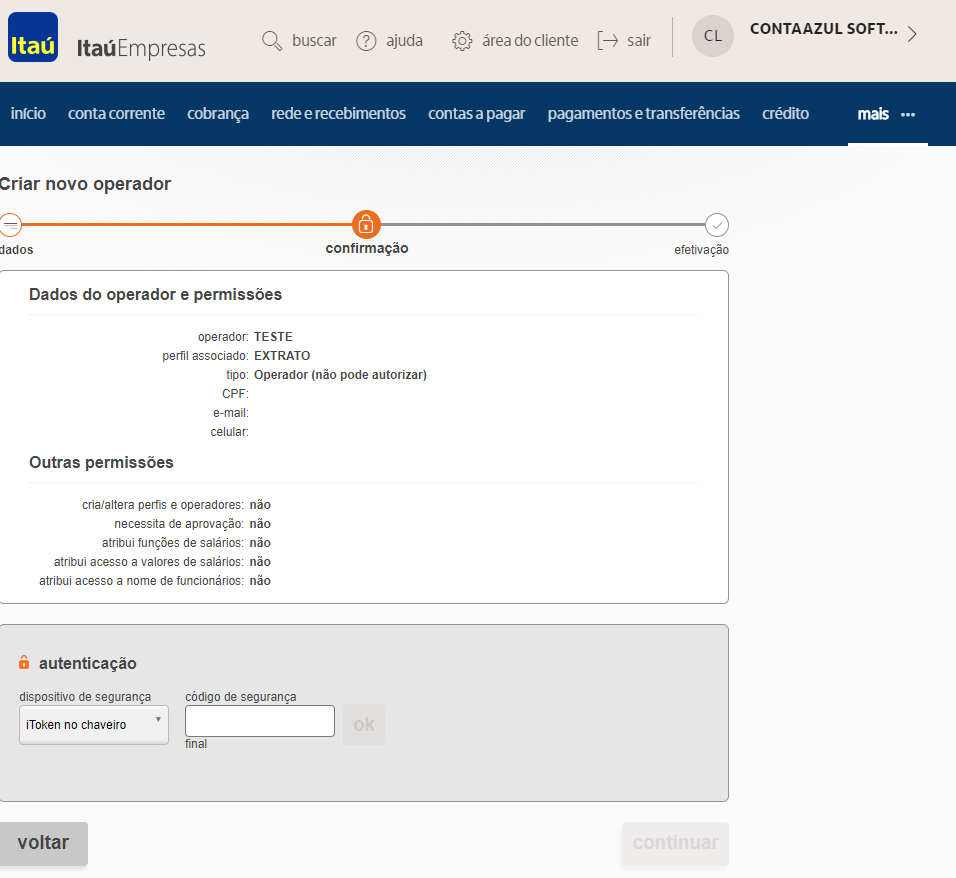 Itaú
ItaúEmpresas
buscar
? ajuda
área do cliente
sair
CL
CONTAAZUL SOFT...
início
conta corrente
cobrança
rede e recebimentos
contas a pagar
pagamentos e transferências
crédito
mais ...
Criar novo operador
dados
confirmação
efetivação
Dados do operador e permissões
operador: TESTE
perfil associado: EXTRATO
tipo: Operador (não pode autorizar)
CPF:
e-mail:
celular:
Outras permissões
cria/altera perfis e operadores: não
necessita de aprovação: não
atribui funções de salários: não
atribui acesso a valores de salários: não
atribui acesso a nome de funcionários: não
autenticação
dispositivo de segurança
código de segurança
iToken no chaveiro
ok
final
voltar
continuar